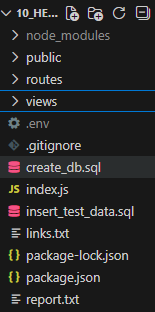 10_HE...
node_modules
public
routes
views
.env
.gitignore
create_db.sql
JS index.js
insert_test_data.sql
links.txt
{} package-lock.json
{} package.json
report.txt